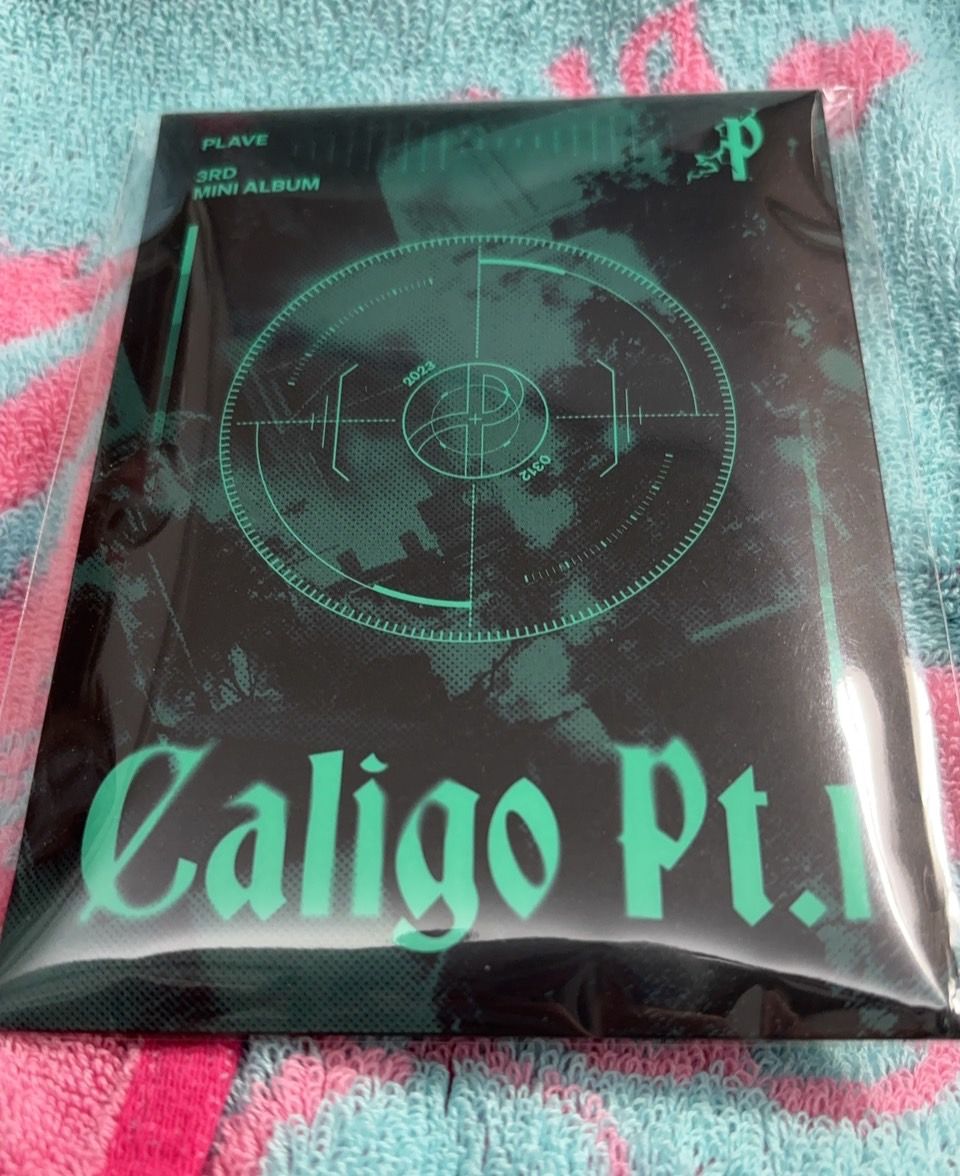 PLAVE
3RD
MINI ALBUM
P
2023
0312
Caligo Pt.1